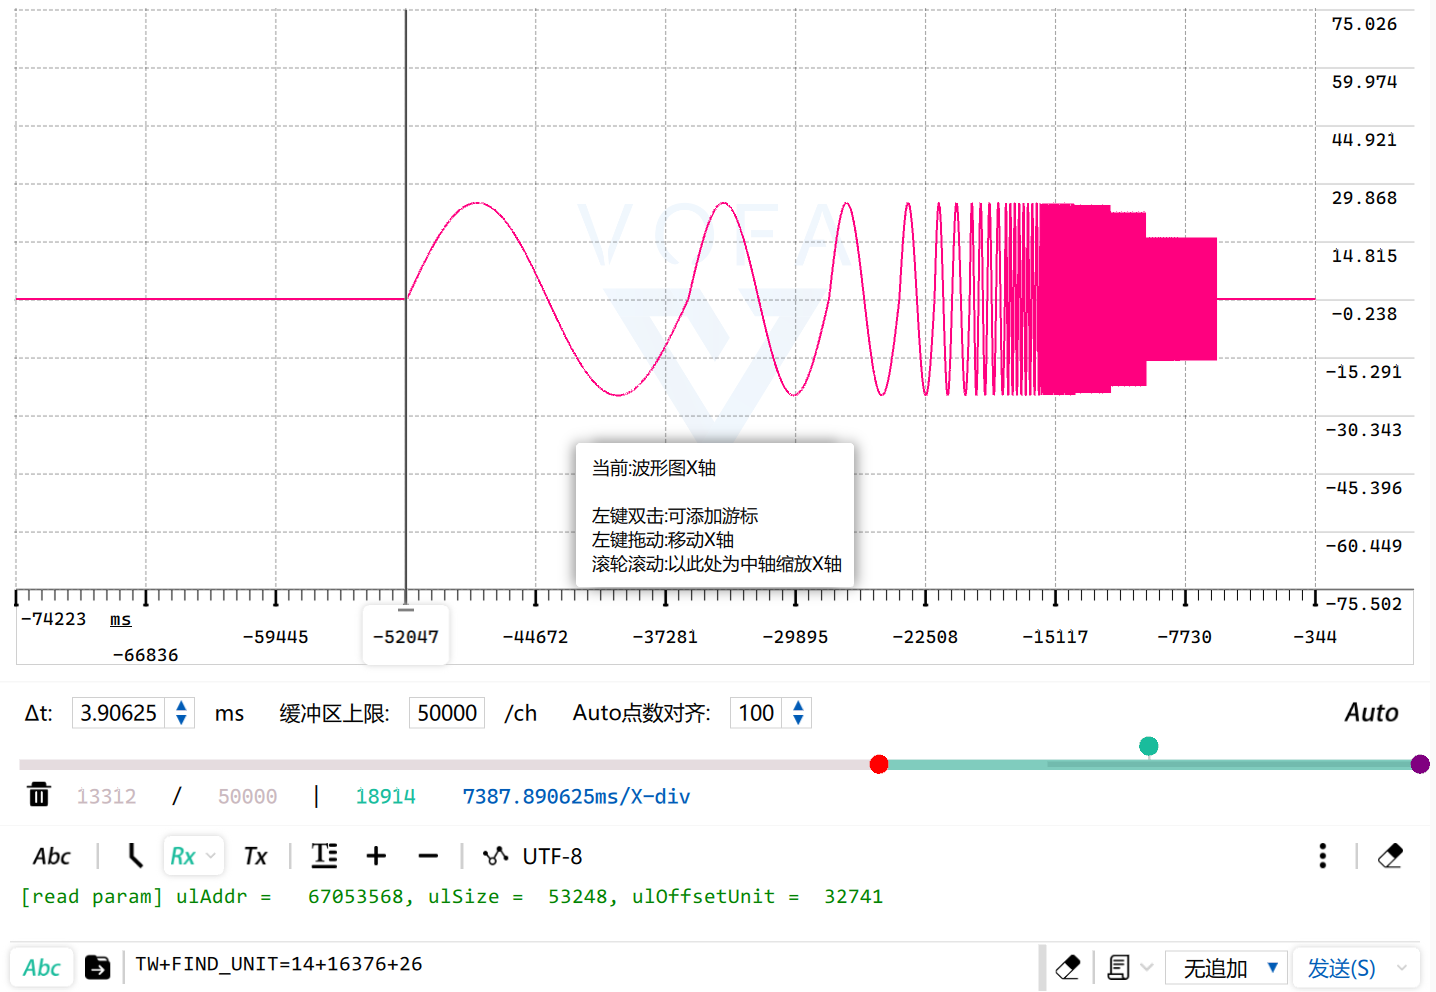 75.026
59.974
44.921
29.868
14.815
-0.238
-15.291
-30.343
-45.396
-60.449
-75.502
VOFA
当前:波形图X轴
左键双击:可添加游标
左键拖动:移动X轴
滚轮滚动:以此处为中轴缩放X轴
-74223 ms
-66836 -59445 -52047 -44672 -37281 -29895 -22508 -15117 -7730 -344
Δt: 3.90625 ms 缓冲区上限: 50000 /ch Auto点数对齐: 100 Auto
13312 / 50000 | 18914 7387.890625ms/X-div
Abc | Rx Tx | T + − | UTF-8
[read param] ulAddr = 67053568, ulSize = 53248, ulOffsetUnit = 32741
Abc TW+FIND_UNIT=14+16376+26 无追加 发送(S)